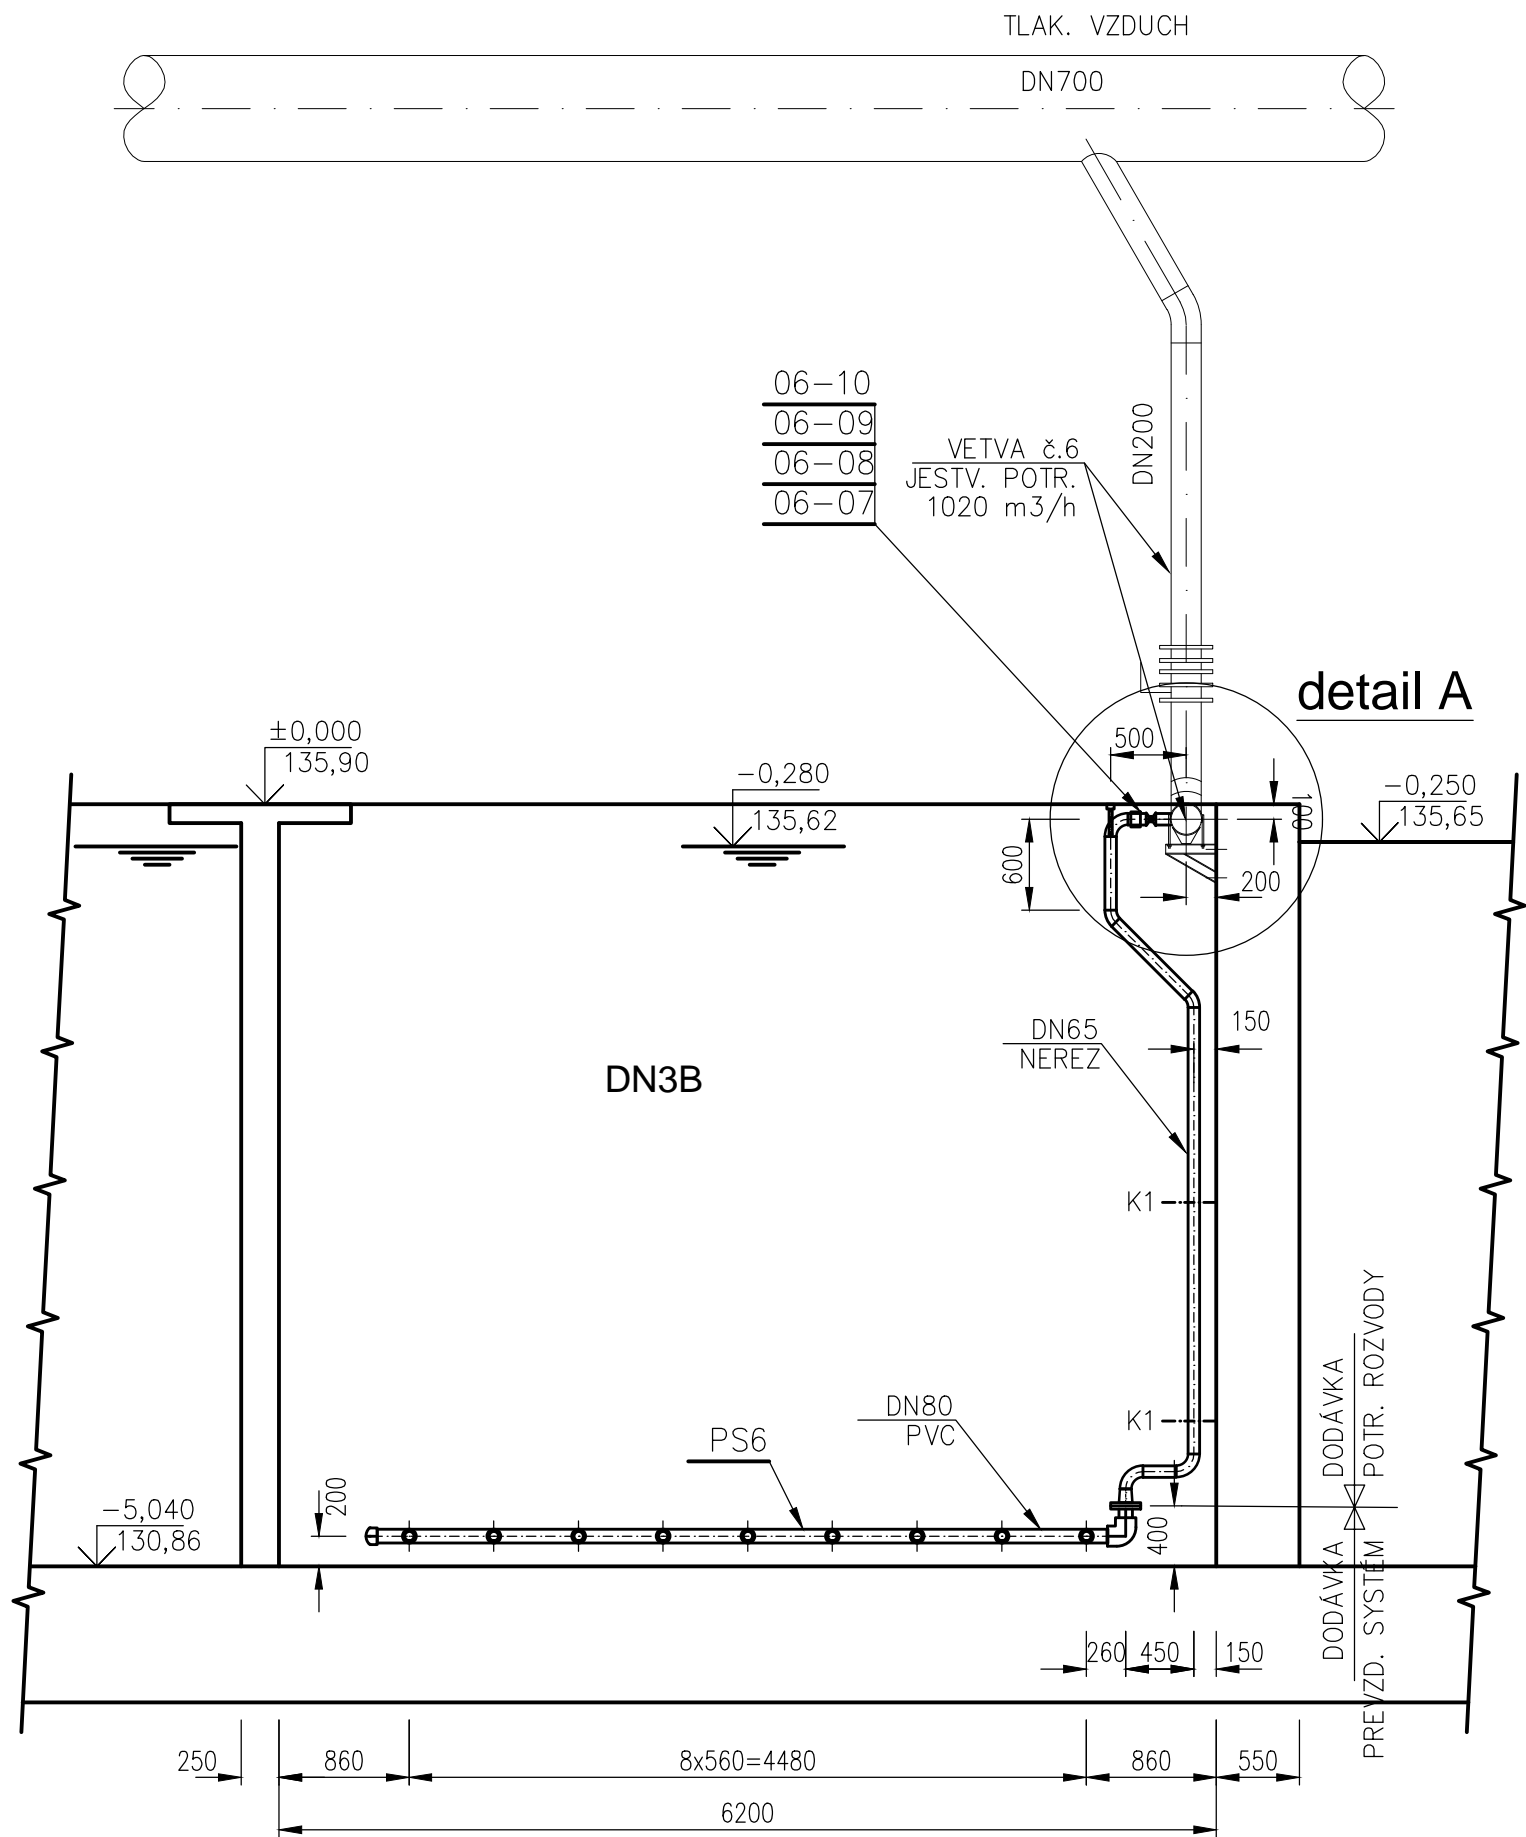 TLAK. VZDUCH
DN700
06-10
06-09
06-08
06-07
VETVA č.6
JESTV. POTR.
1020 m3/h
DN200
detail A
500
±0,000
135,90
-0,280
135,62
-0,250
135,65
100
600
200
DN65
NEREZ
150
DN3B
K1
K1
DN80
PVC
PS6
200
400
-5,040
130,86
DODÁVKA
POTR. ROZVODY
DODÁVKA
PREVZD. SYSTÉM
260
450
150
250
860
8x560=4480
860
550
6200